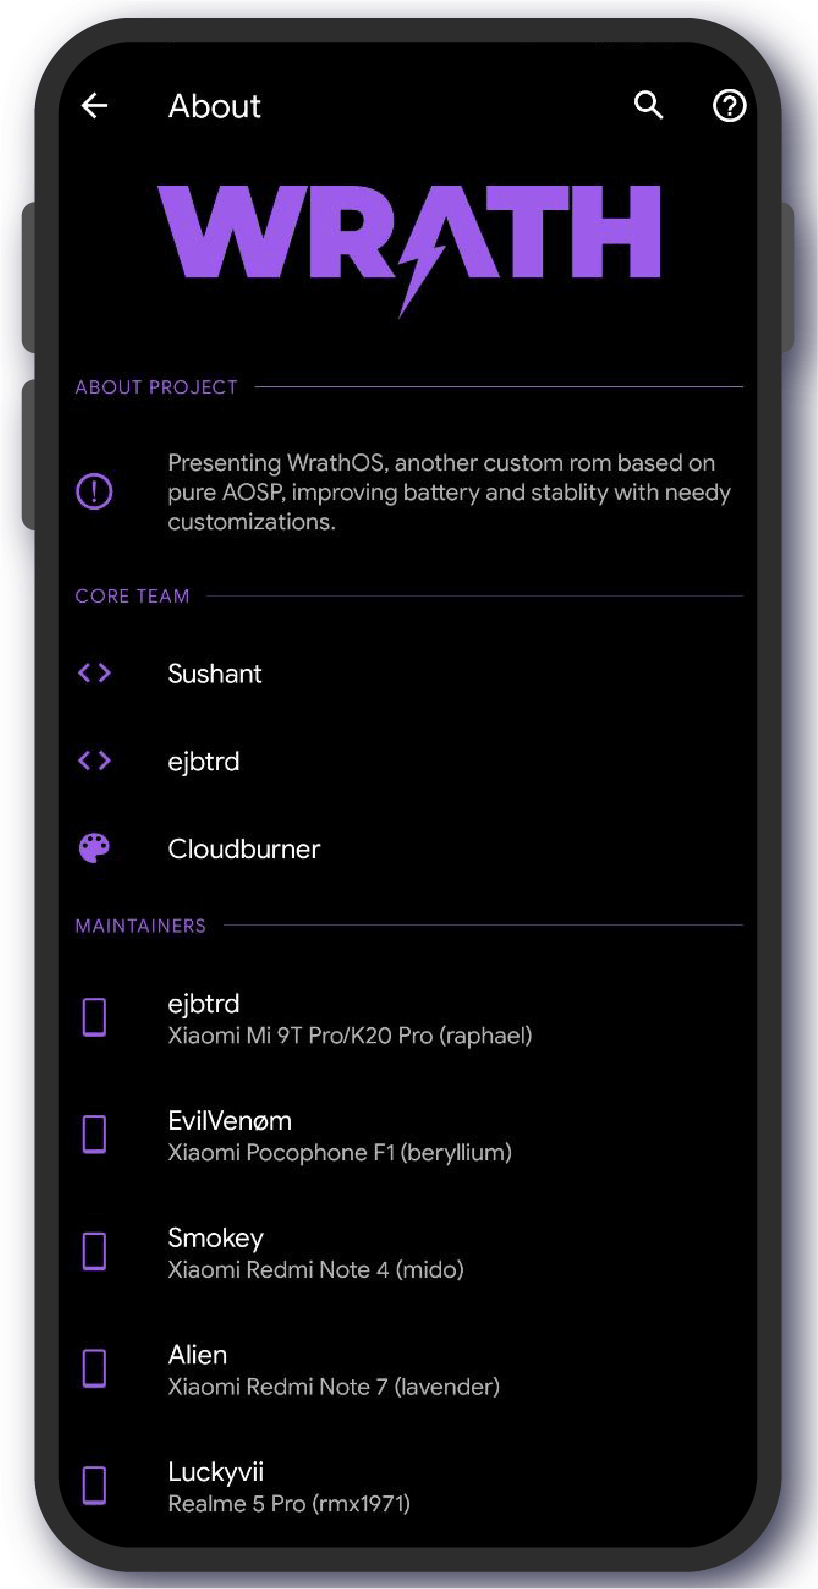 About
WRATH
ABOUT PROJECT
Presenting WrathOS, another custom rom based on
pure AOSP, improving battery and stablity with needy
customizations.
CORE TEAM
Sushant
ejbtrd
Cloudburner
MAINTAINERS
ejbtrd
Xiaomi Mi 9T Pro/K20 Pro (raphael)
EvilVenøm
Xiaomi Pocophone F1 (beryllium)
Smokey
Xiaomi Redmi Note 4 (mido)
Alien
Xiaomi Redmi Note 7 (lavender)
Luckyvii
Realme 5 Pro (rmx1971)